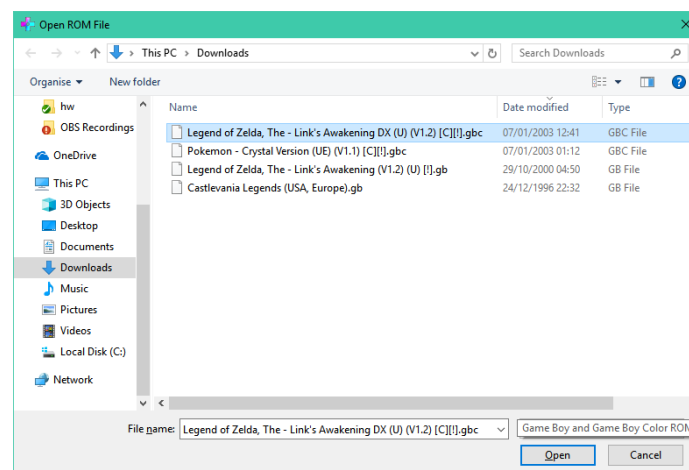 Open ROM File
This PC > Downloads
Search Downloads
Organise
New folder
hw
OBS Recordings
OneDrive
This PC
3D Objects
Desktop
Documents
Downloads
Music
Pictures
Videos
Local Disk (C:)
Network
Name Date modified Type
Legend of Zelda, The - Link's Awakening DX (U) (V1.2) [C][!].gbc 07/01/2003 12:41 GBC File
Pokemon - Crystal Version (UE) (V1.1) [C][!].gbc 07/01/2003 01:12 GBC File
Legend of Zelda, The - Link's Awakening (V1.2) (U) [!].gb 29/10/2000 04:50 GB File
Castlevania Legends (USA, Europe).gb 24/12/1996 22:32 GB File
File name: Legend of Zelda, The - Link's Awakening DX (U) (V1.2) [C][!].gbc
Game Boy and Game Boy Color ROM
Open Cancel